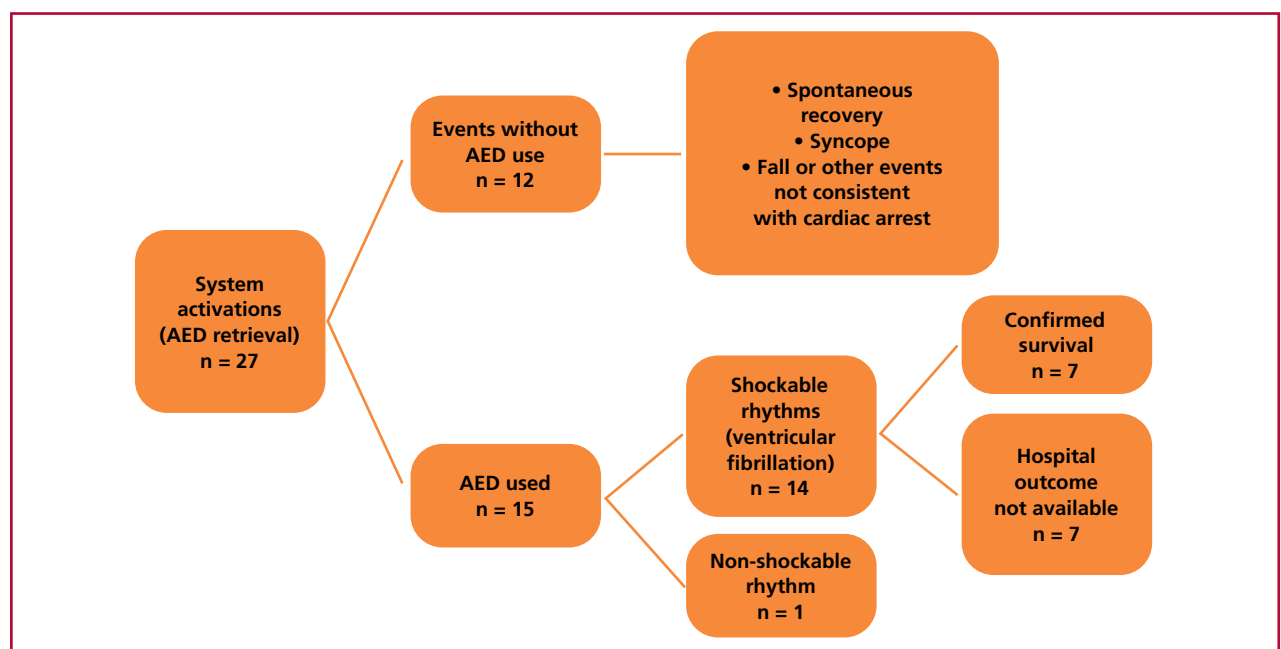 System
activations
(AED retrieval)
n = 27
Events without
AED use
n = 12
• Spontaneous
recovery
• Syncope
• Fall or other events
not consistent
with cardiac arrest
AED used
n = 15
Shockable
rhythms
(ventricular
fibrillation)
n = 14
Non-shockable
rhythm
n = 1
Confirmed
survival
n = 7
Hospital
outcome
not available
n = 7